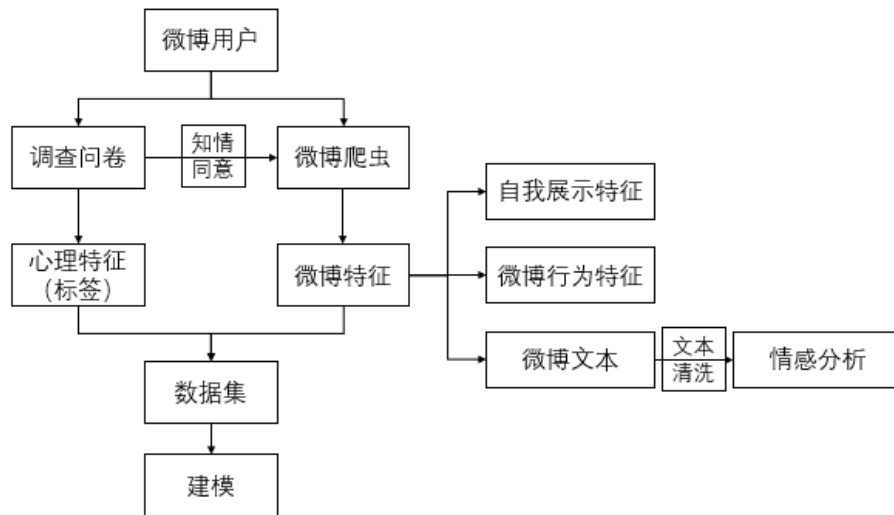 微博用户
调查问卷
知情
同意
微博爬虫
自我展示特征
心理特征
（标签）
微博特征
微博行为特征
微博文本
文本
清洗
情感分析
数据集
建模